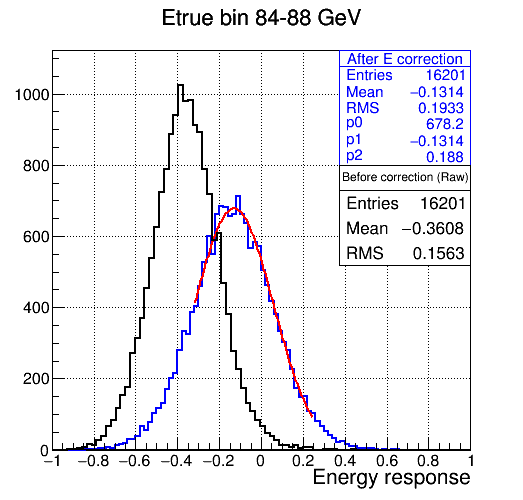 Etrue bin 84-88 GeV
After E correction
Entries 16201
Mean −0.1314
RMS 0.1933
p0 678.2
p1 −0.1314
p2 0.188
Before correction (Raw)
Entries 16201
Mean −0.3608
RMS 0.1563
1000
800
600
400
200
0
−1 −0.8 −0.6 −0.4 −0.2 0 0.2 0.4 0.6 0.8 1
Energy response